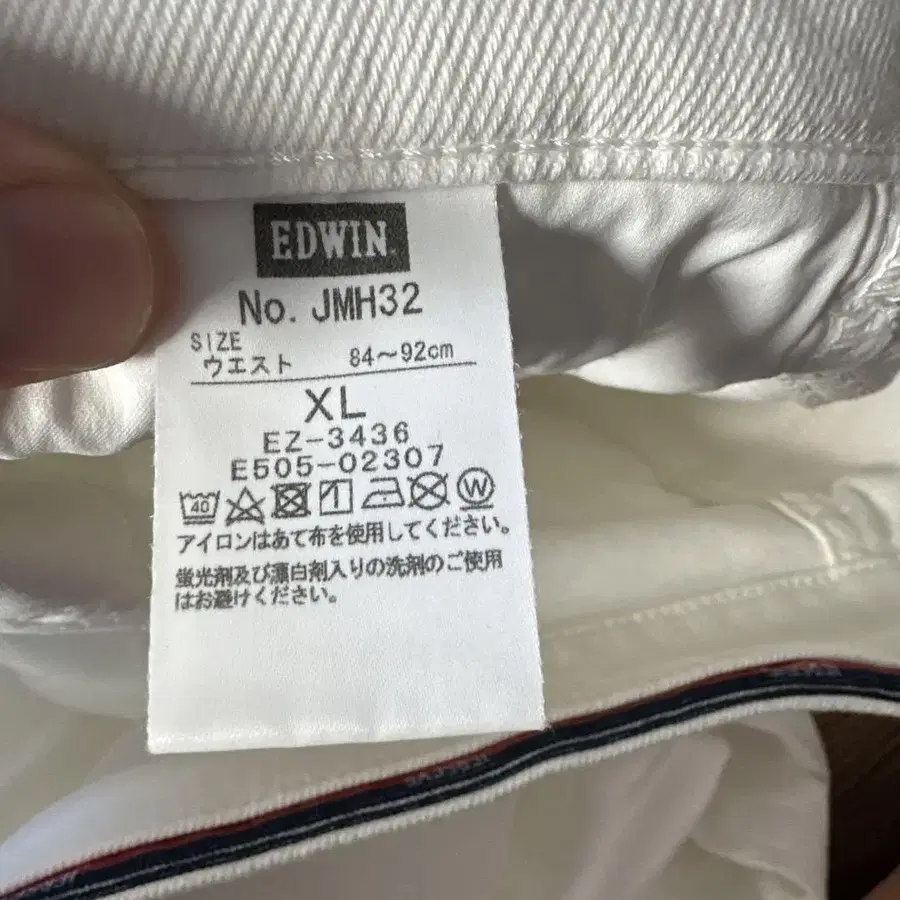 EDWIN
No. JMH32
SIZE
ウエスト 84〜92cm
XL
EZ-3436
E505-02307
40 W
アイロンはあて布を使用してください。
蛍光剤及び漂白剤入りの洗剤のご使用
はお避けください。